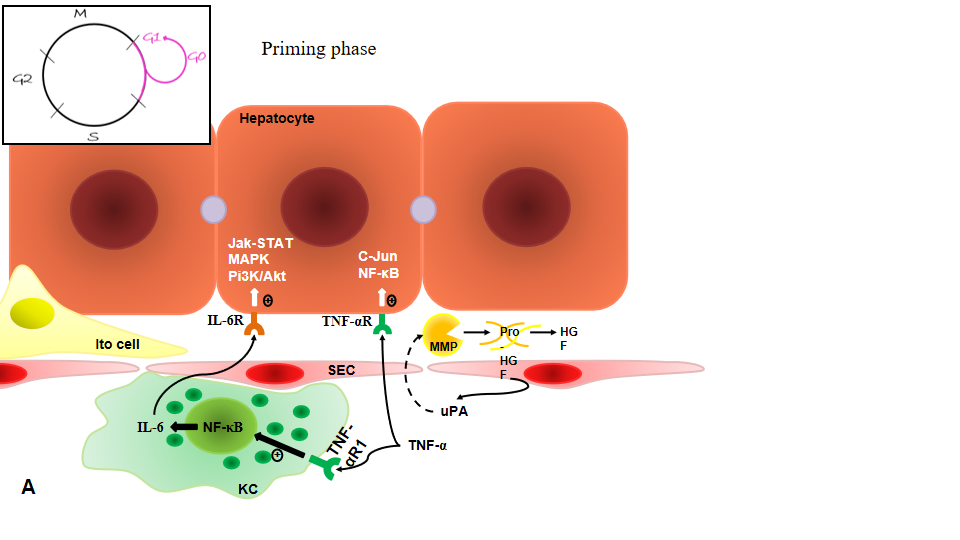 M
G1
G0
G2
S
Priming phase
Hepatocyte
Jak-STAT
MAPK
Pi3K/Akt
C-Jun
NF-κB
IL-6R
TNF-αR
MMP
Pro
-
HG
F
HG
F
Ito cell
SEC
uPA
IL-6
NF-κB
TNF-
αR1
TNF-α
KC
A